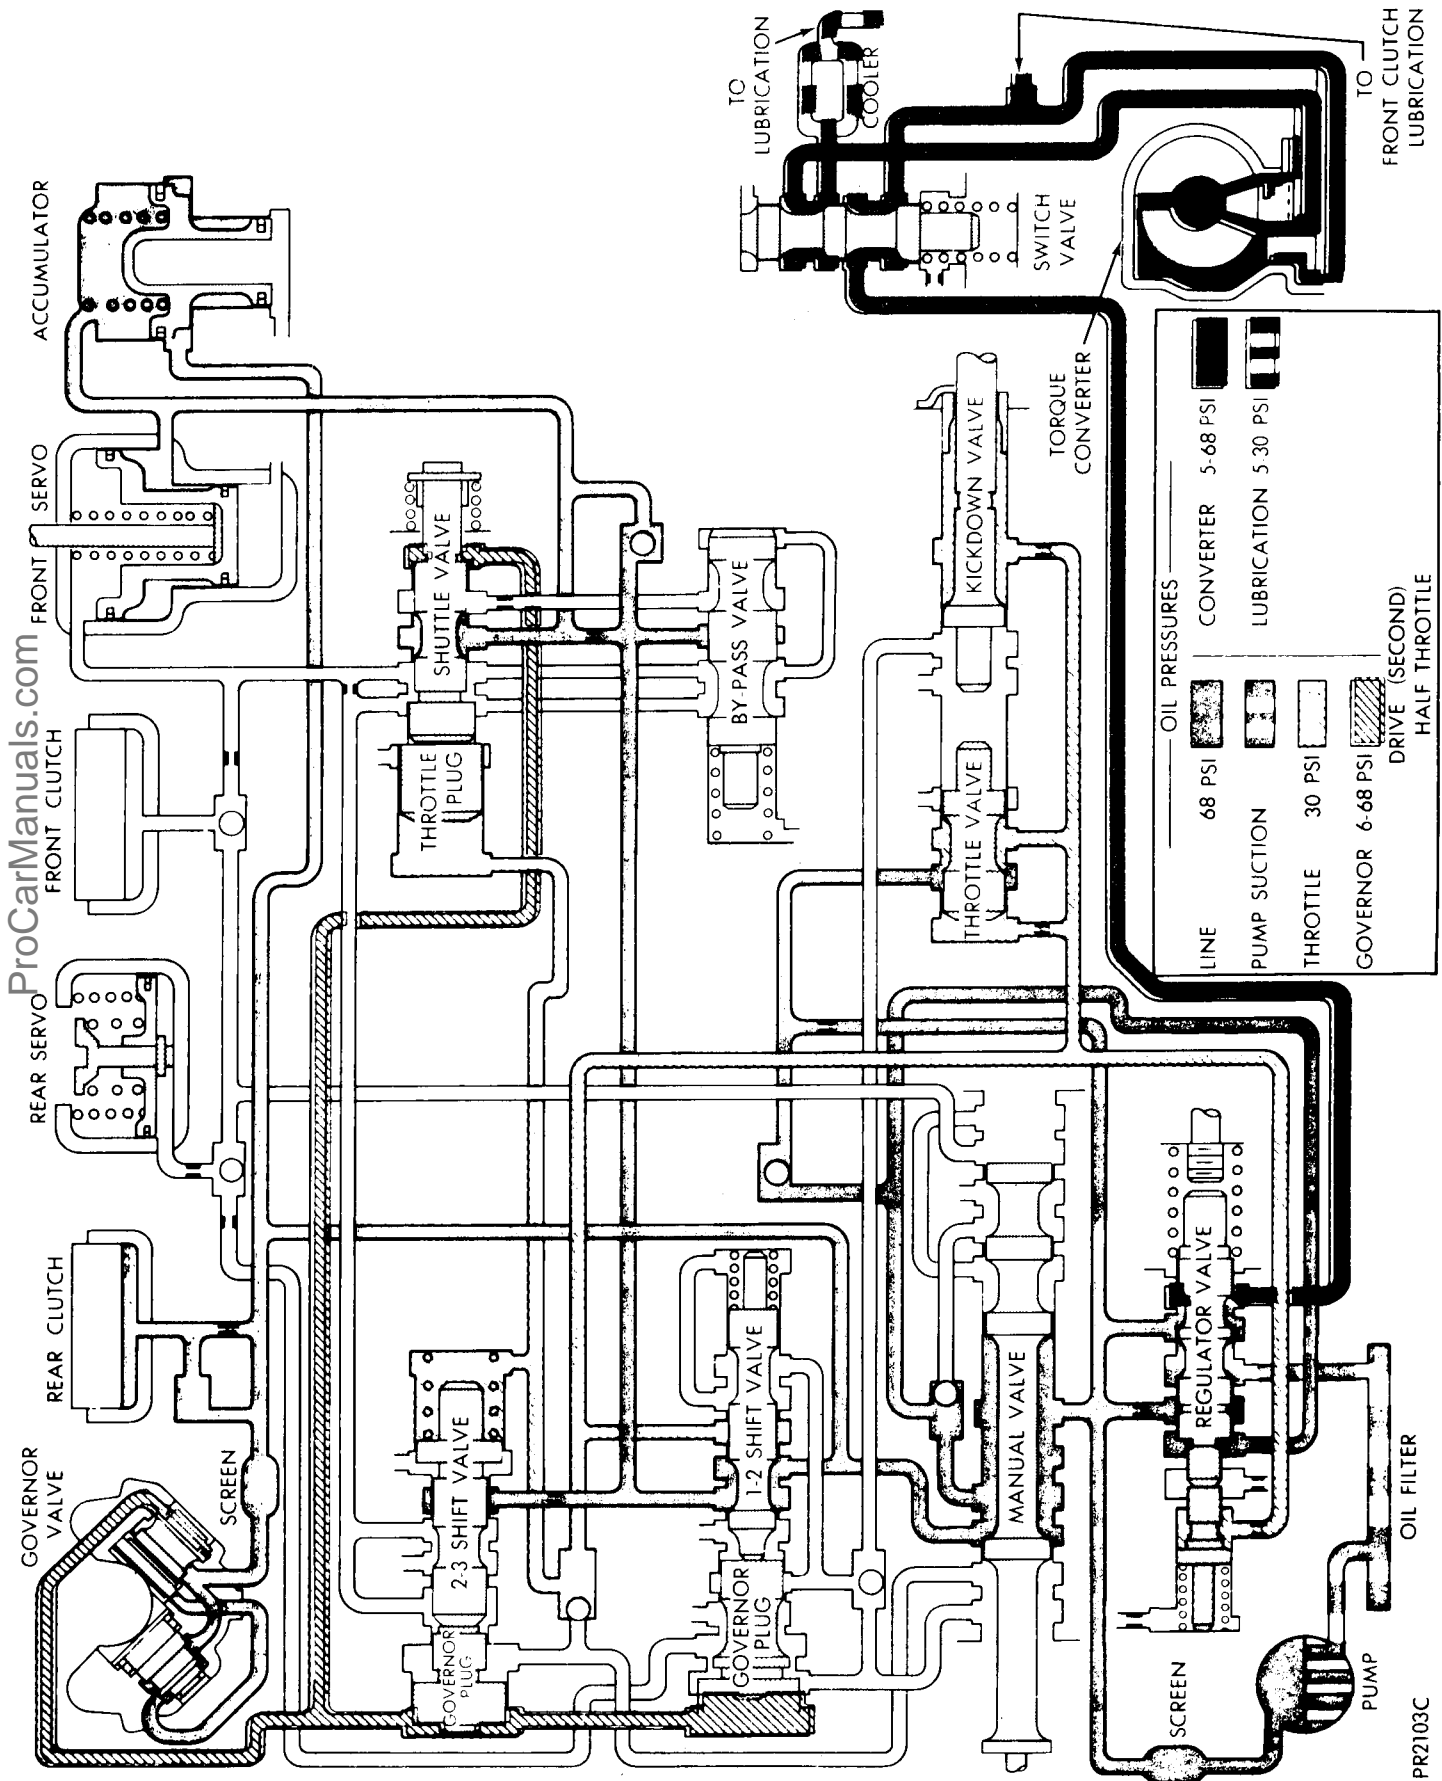 ProCarManuals.com
GOVERNOR
VALVE
REAR CLUTCH
REAR SERVO
FRONT CLUTCH
FRONT SERVO
ACCUMULATOR
SCREEN
2-3 SHIFT VALVE
GOVERNOR
PLUG
THROTTLE
PLUG
SHUTTLE VALVE
GOVERNOR
PLUG
1-2 SHIFT VALVE
BY-PASS VALVE
TO
LUBRICATION
COOLER
SWITCH
VALVE
MANUAL VALVE
THROTTLE VALVE
KICKDOWN VALVE
TORQUE
CONVERTER
TO
FRONT CLUTCH
LUBRICATION
SCREEN
REGULATOR VALVE
PUMP
OIL FILTER
OIL PRESSURES
LINE 68 PSI
CONVERTER 5-68 PSI
PUMP SUCTION
LUBRICATION 5-30 PSI
THROTTLE 30 PSI
GOVERNOR 6-68 PSI
DRIVE (SECOND)
HALF THROTTLE
PR2103C